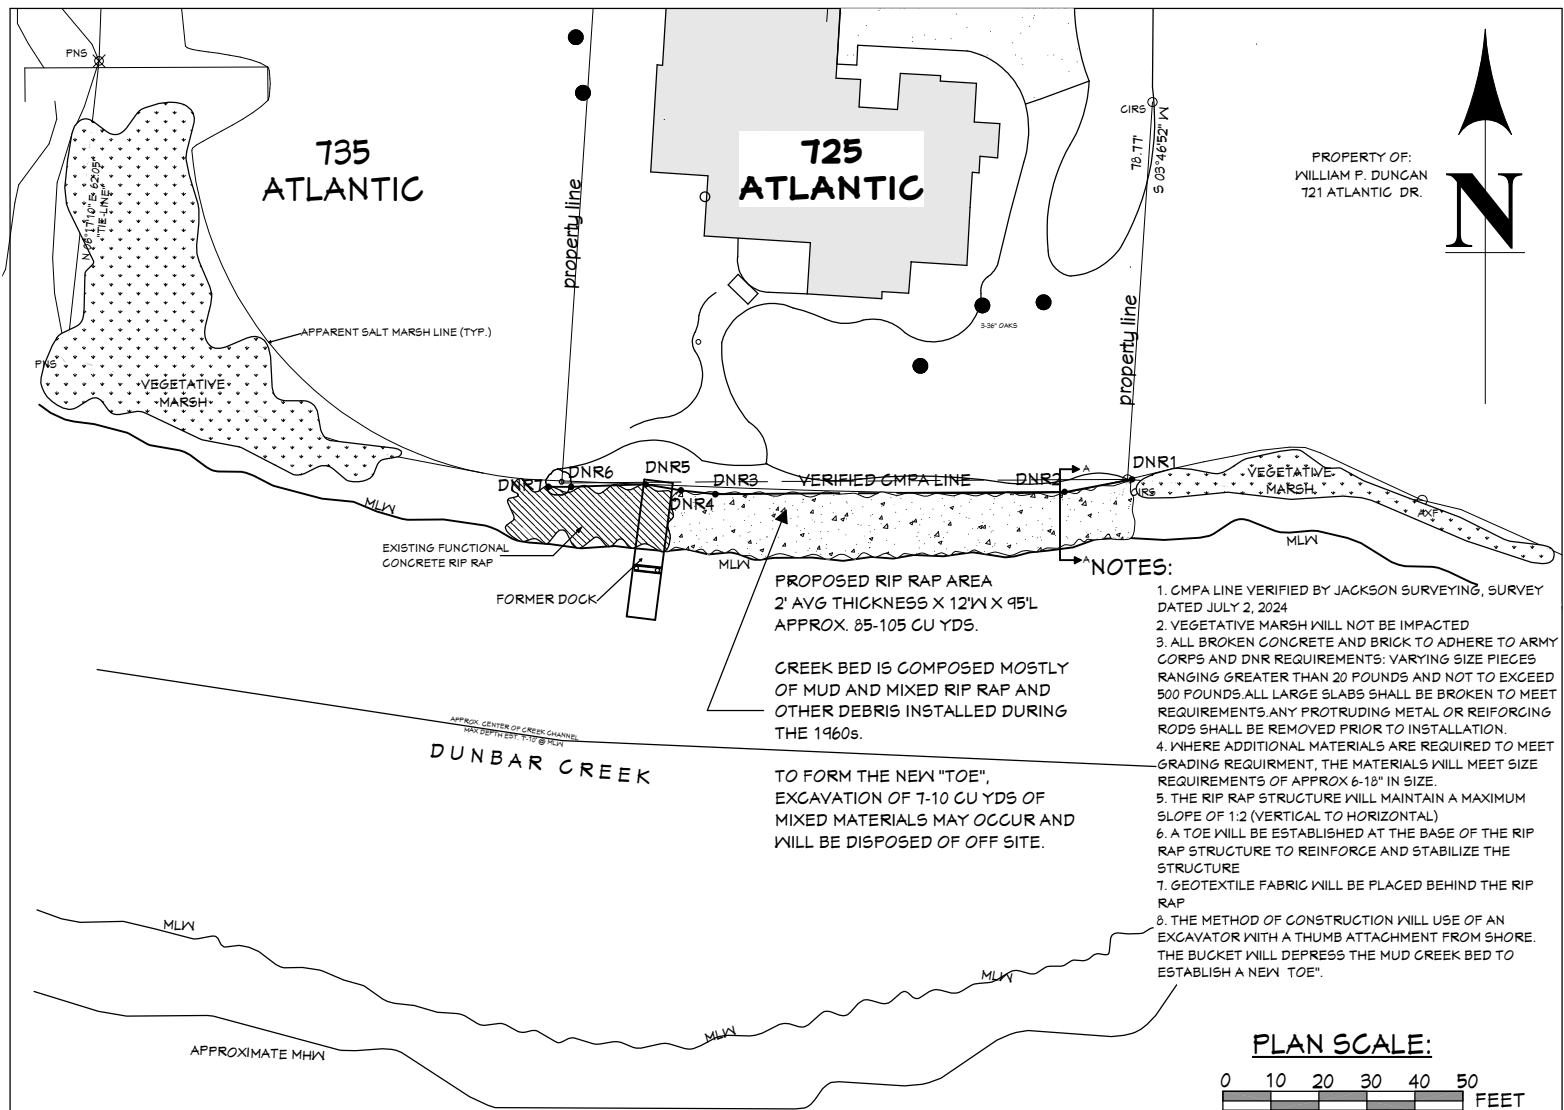 PNS
735
ATLANTIC
725
ATLANTIC
CIRS
78.77'
S 03°46'52" W
PROPERTY OF:
WILLIAM P. DUNCAN
721 ATLANTIC DR.
N
"TIE-LINE"
property line
property line
3-36" OAKS
APPARENT SALT MARSH LINE (TYP.)
PNS
VEGETATIVE
MARSH
MLW
DNR7
DNR6
DNR5
DNR4
DNR3
VERIFIED CMPA LINE
DNR2
A
DNR1
CIRS
VEGETATIVE
MARSH
AXF
MLW
EXISTING FUNCTIONAL
CONCRETE RIP RAP
FORMER DOCK
MLW
A
PROPOSED RIP RAP AREA
2' AVG THICKNESS X 12'W X 95'L
APPROX. 85-105 CU YDS.
CREEK BED IS COMPOSED MOSTLY
OF MUD AND MIXED RIP RAP AND
OTHER DEBRIS INSTALLED DURING
THE 1960s.
TO FORM THE NEW "TOE",
EXCAVATION OF 7-10 CU YDS OF
MIXED MATERIALS MAY OCCUR AND
WILL BE DISPOSED OF OFF SITE.
NOTES:
1. CMPA LINE VERIFIED BY JACKSON SURVEYING, SURVEY
DATED JULY 2, 2024
2. VEGETATIVE MARSH WILL NOT BE IMPACTED
3. ALL BROKEN CONCRETE AND BRICK TO ADHERE TO ARMY
CORPS AND DNR REQUIREMENTS: VARYING SIZE PIECES
RANGING GREATER THAN 20 POUNDS AND NOT TO EXCEED
500 POUNDS.ALL LARGE SLABS SHALL BE BROKEN TO MEET
REQUIREMENTS.ANY PROTRUDING METAL OR REIFORCING
RODS SHALL BE REMOVED PRIOR TO INSTALLATION.
4. WHERE ADDITIONAL MATERIALS ARE REQUIRED TO MEET
GRADING REQUIRMENT, THE MATERIALS WILL MEET SIZE
REQUIREMENTS OF APPROX 6-18" IN SIZE.
5. THE RIP RAP STRUCTURE WILL MAINTAIN A MAXIMUM
SLOPE OF 1:2 (VERTICAL TO HORIZONTAL)
6. A TOE WILL BE ESTABLISHED AT THE BASE OF THE RIP
RAP STRUCTURE TO REINFORCE AND STABILIZE THE
STRUCTURE
7. GEOTEXTILE FABRIC WILL BE PLACED BEHIND THE RIP
RAP
8. THE METHOD OF CONSTRUCTION WILL USE OF AN
EXCAVATOR WITH A THUMB ATTACHMENT FROM SHORE.
THE BUCKET WILL DEPRESS THE MUD CREEK BED TO
ESTABLISH A NEW TOE".
APPROX. CENTER OF CREEK CHANNEL
MAX DEPTH EST. 7-10' @ MLW
DUNBAR CREEK
MLW
MLW
MLW
APPROXIMATE MHW
PLAN SCALE:
0 10 20 30 40 50
FEET